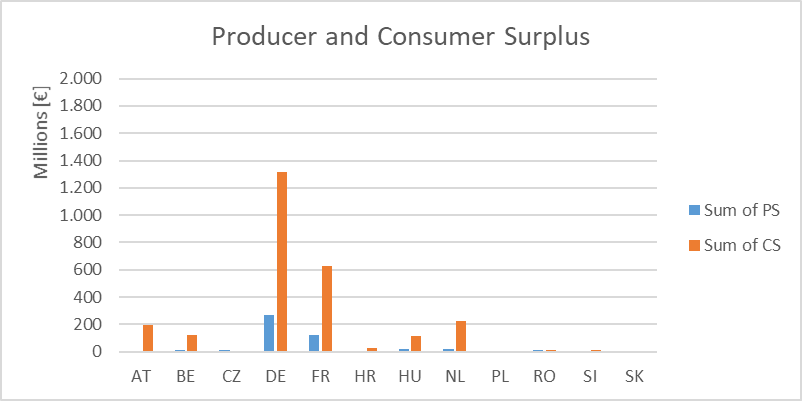 Producer and Consumer Surplus
Millions [€]
2.000
1.800
1.600
1.400
1.200
1.000
800
600
400
200
0
AT BE CZ DE FR HR HU NL PL RO SI SK
Sum of PS
Sum of CS